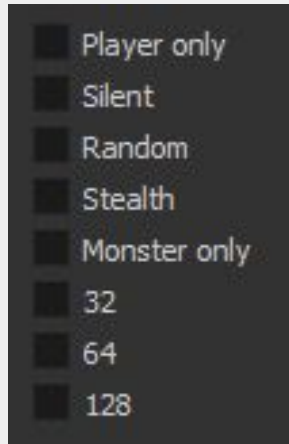 Player only
Silent
Random
Stealth
Monster only
32
64
128